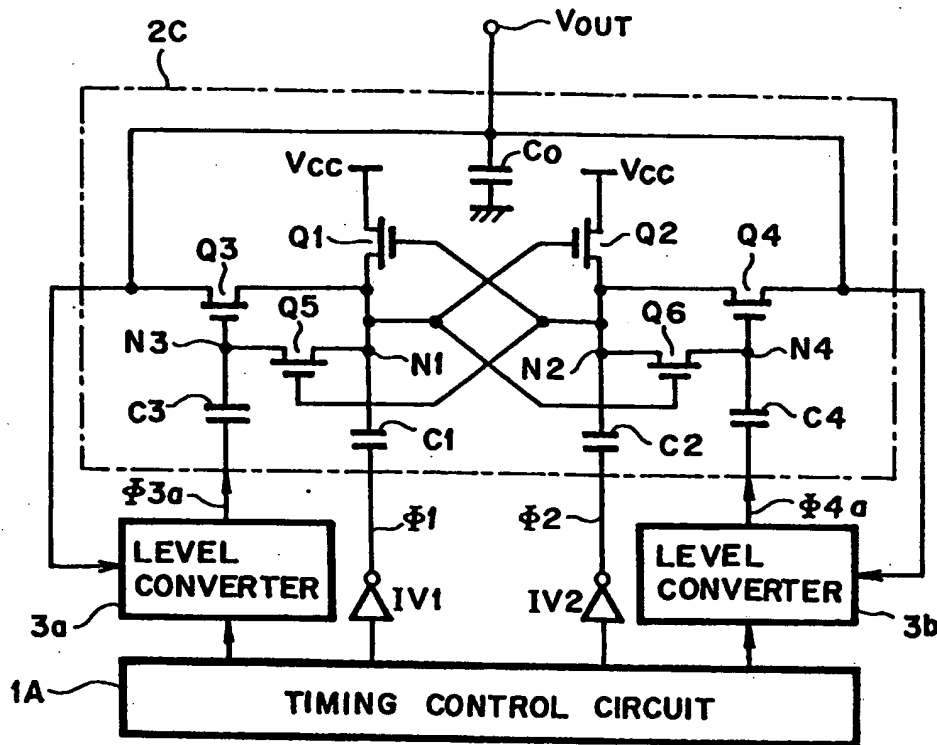 2C
VOUT
VCC
C0
VCC
Q1
Q2
Q3
Q4
Q5
Q6
N3
N1
N2
N4
C3
C1
C2
C4
Φ3a
Φ1
Φ2
Φ4a
LEVEL
CONVERTER
LEVEL
CONVERTER
IV1
IV2
3a
3b
1A
TIMING CONTROL CIRCUIT